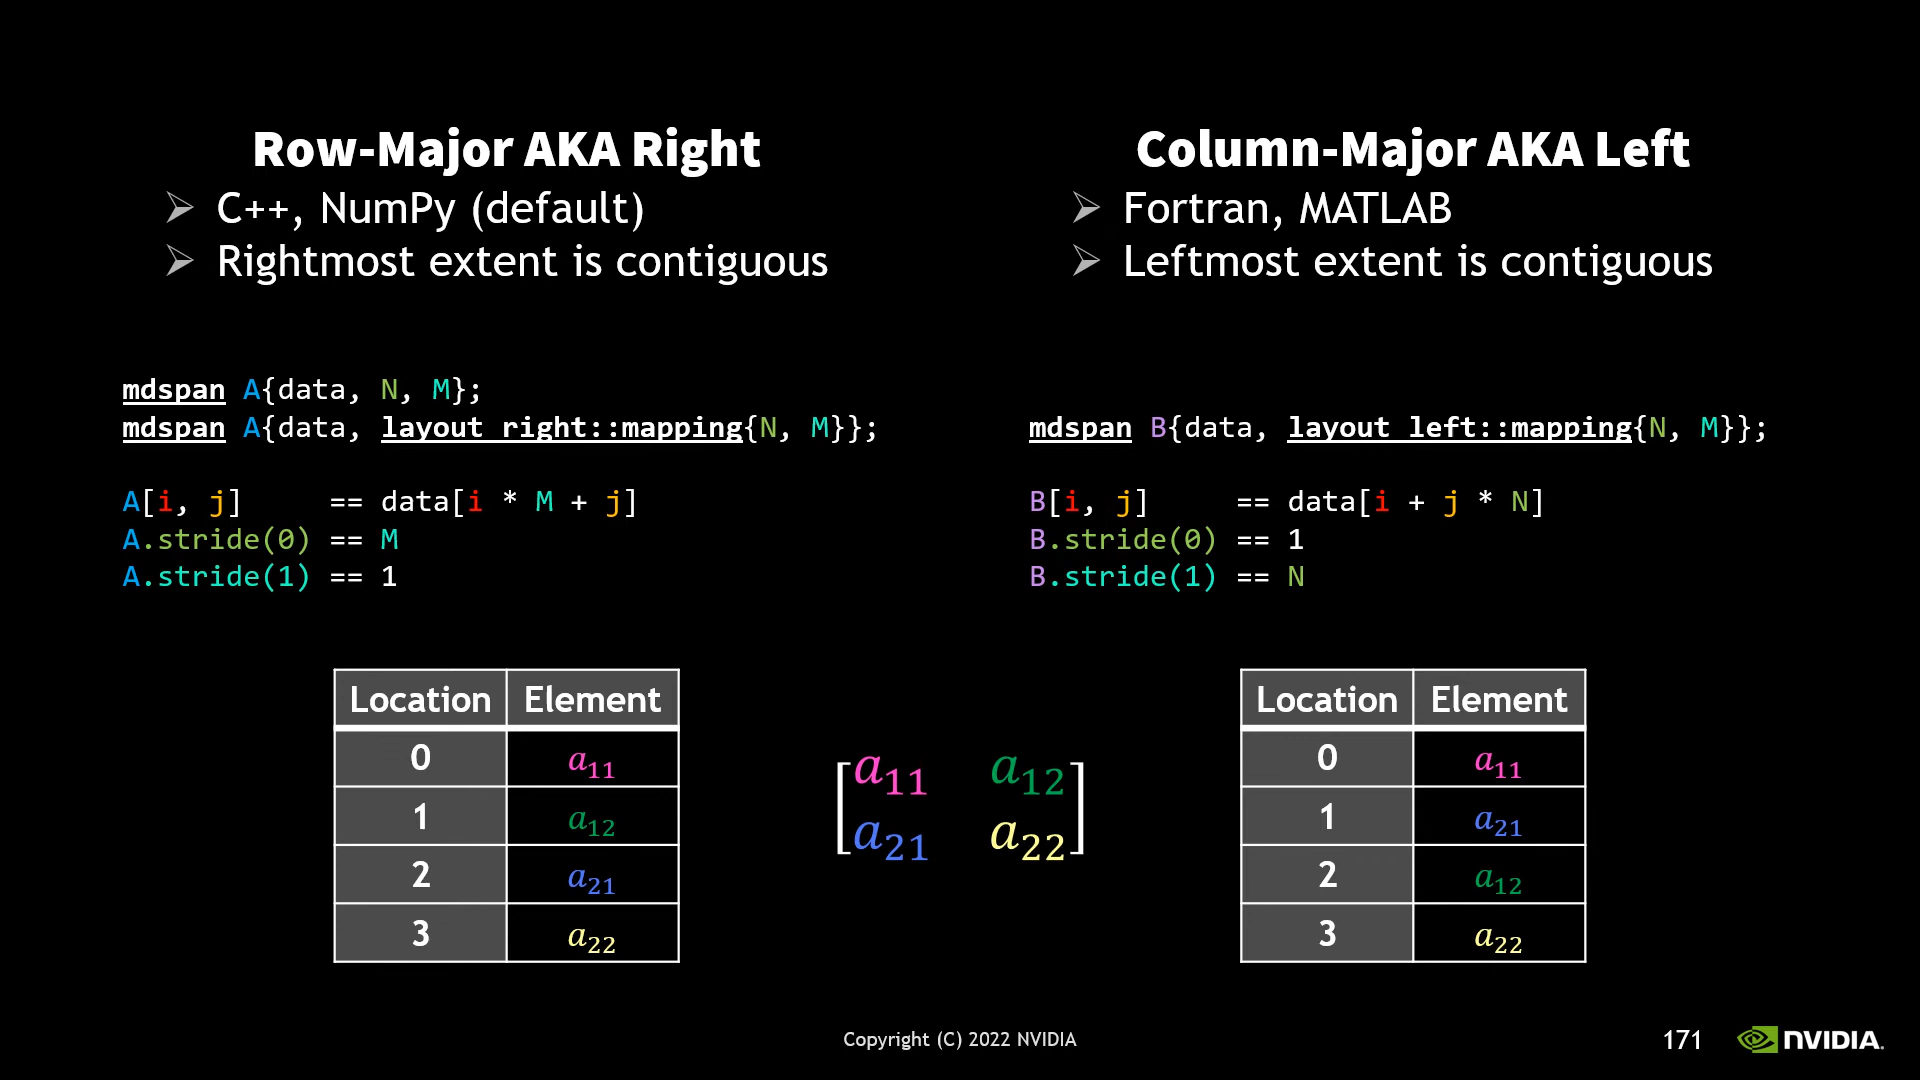 Row-Major AKA Right
➢ C++, NumPy (default)
➢ Rightmost extent is contiguous
mdspan A{data, N, M};
mdspan A{data, layout_right::mapping{N, M}};
A[i, j] == data[i * M + j]
A.stride(0) == M
A.stride(1) == 1
Location Element
0 a11
1 a12
2 a21
3 a22
a11 a12
a21 a22
Column-Major AKA Left
➢ Fortran, MATLAB
➢ Leftmost extent is contiguous
mdspan B{data, layout_left::mapping{N, M}};
B[i, j] == data[i + j * N]
B.stride(0) == 1
B.stride(1) == N
Location Element
0 a11
1 a21
2 a12
3 a22
Copyright (C) 2022 NVIDIA
171
NVIDIA.